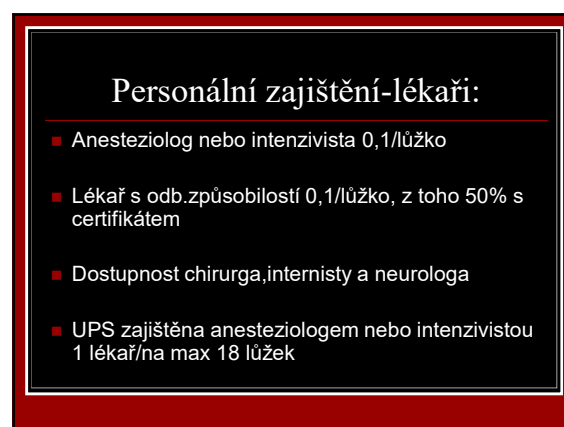 Personální zajištění-lékaři:
Anesteziolog nebo intenzivista 0,1/lůžko
Lékař s odb.způsobilostí 0,1/lůžko, z toho 50% s
certifikátem
Dostupnost chirurga,internisty a neurologa
UPS zajištěna anesteziologem nebo intenzivistou
1 lékař/na max 18 lůžek